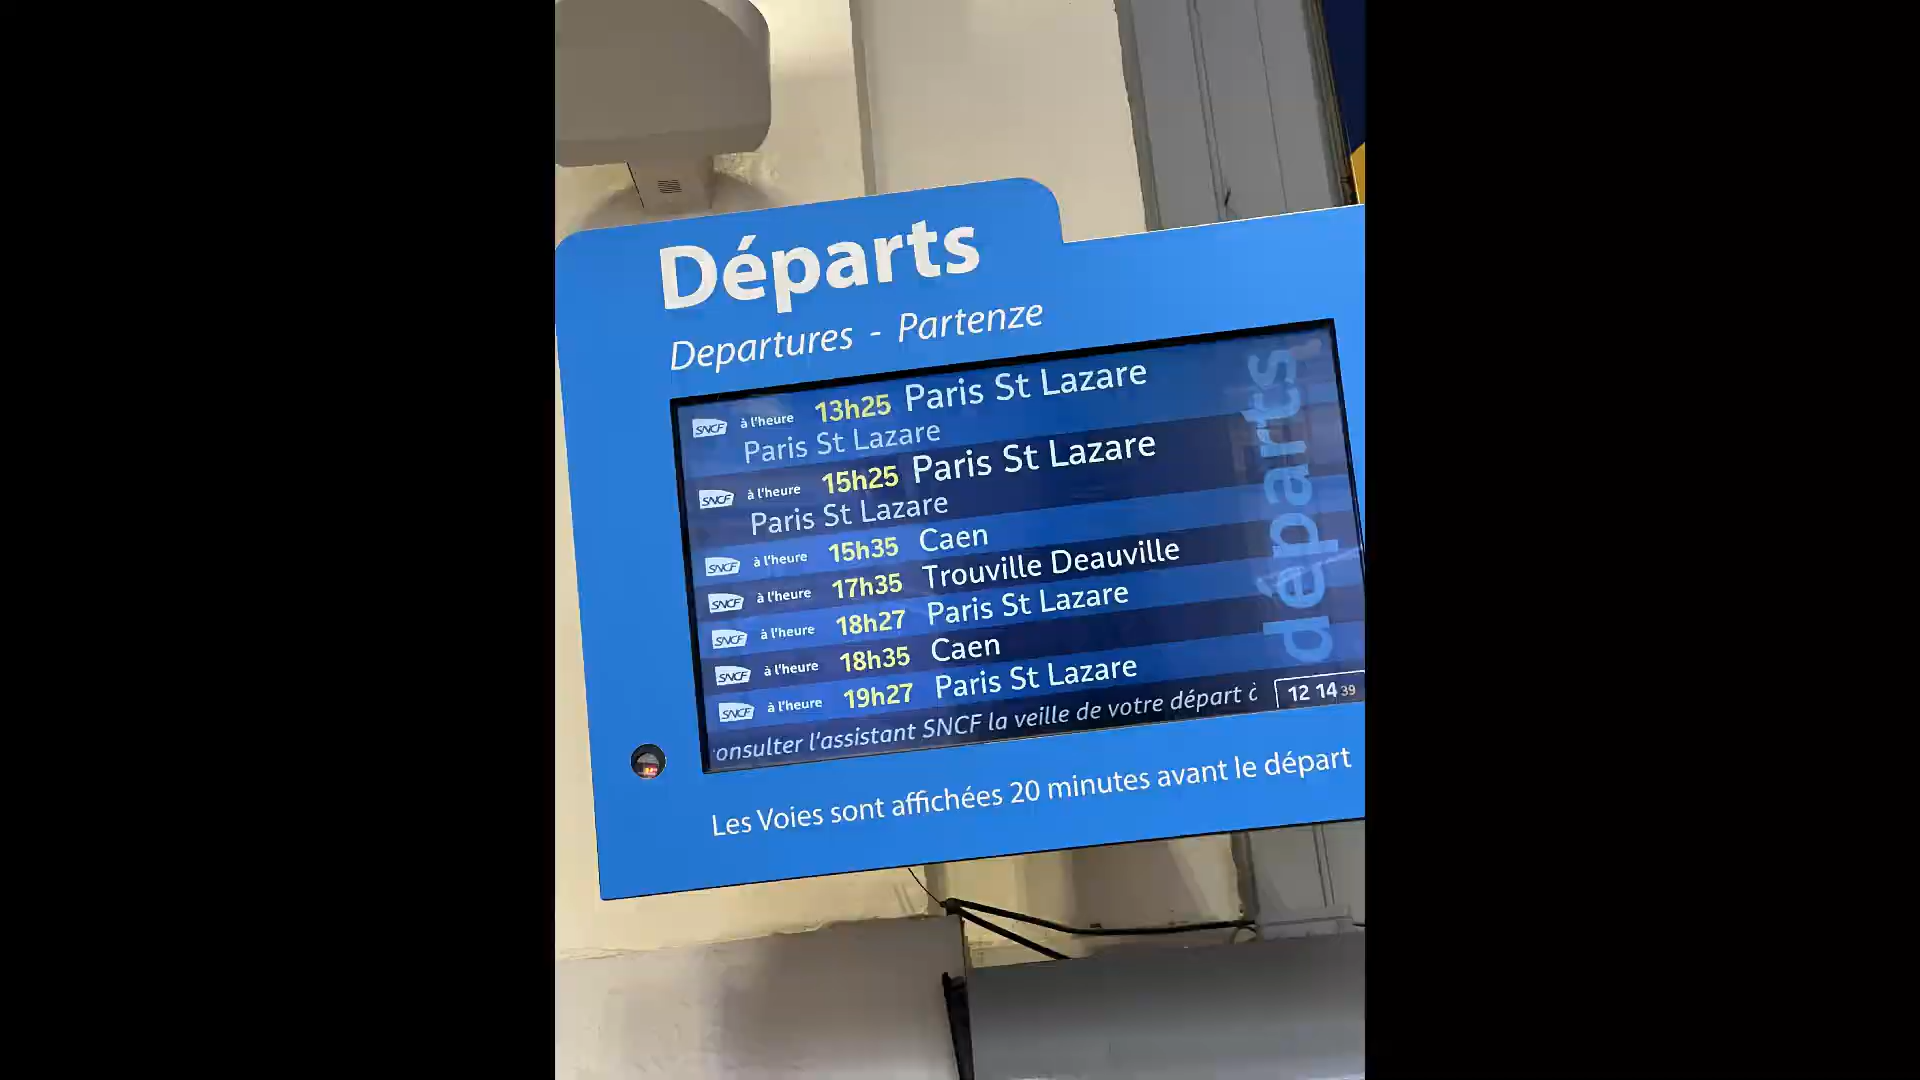 Départs
Departures - Partenze
SNCF à l'heure 13h25 Paris St Lazare
Paris St Lazare
SNCF à l'heure 15h25 Paris St Lazare
Paris St Lazare
SNCF à l'heure 15h35 Caen
SNCF à l'heure 17h35 Trouville Deauville
SNCF à l'heure 18h27 Paris St Lazare
SNCF à l'heure 18h35 Caen
SNCF à l'heure 19h27 Paris St Lazare
départs
onsulter l'assistant SNCF la veille de votre départ à 12 14 39
Les Voies sont affichées 20 minutes avant le départ